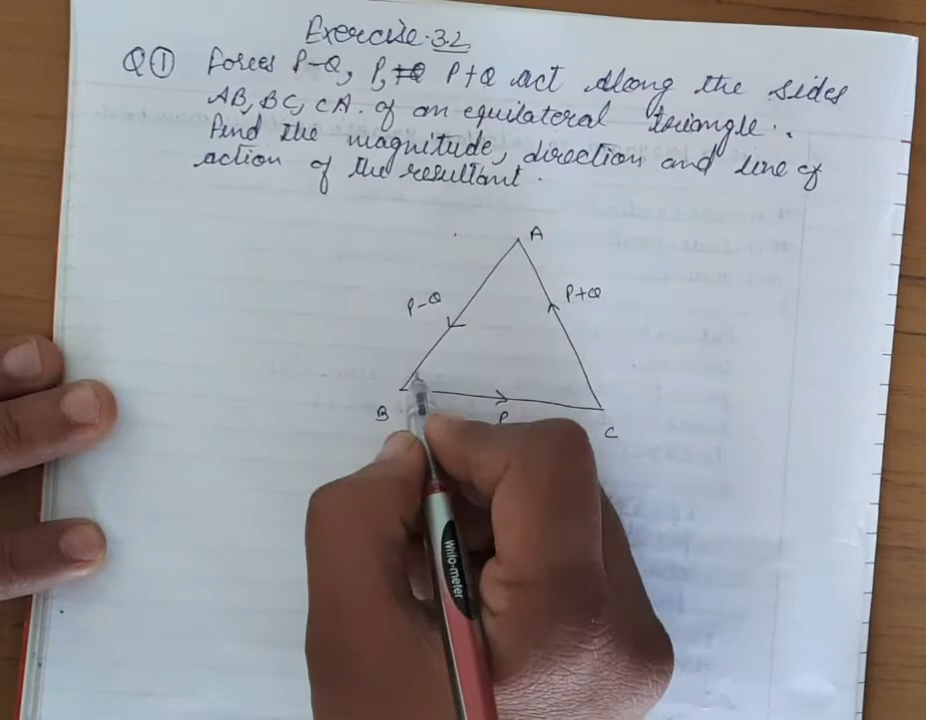 Exercise-3.2
Q① Forces P-Q, P, P+Q act along the sides
AB, BC, CA. of an equilateral triangle.
Find the magnitude, direction and line of
action of the resultant.
A
P-Q
P+Q
B
P
C
Writo-meter